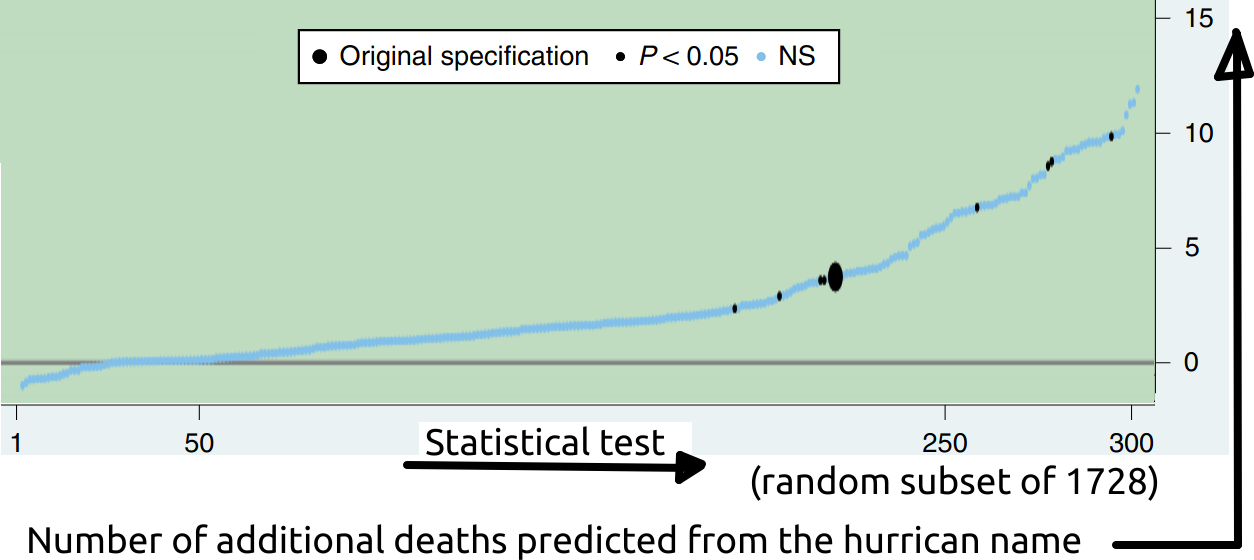 15
Original specification P < 0.05 NS
10
5
0
1 50 250 300
Statistical test
(random subset of 1728)
Number of additional deaths predicted from the hurrican name